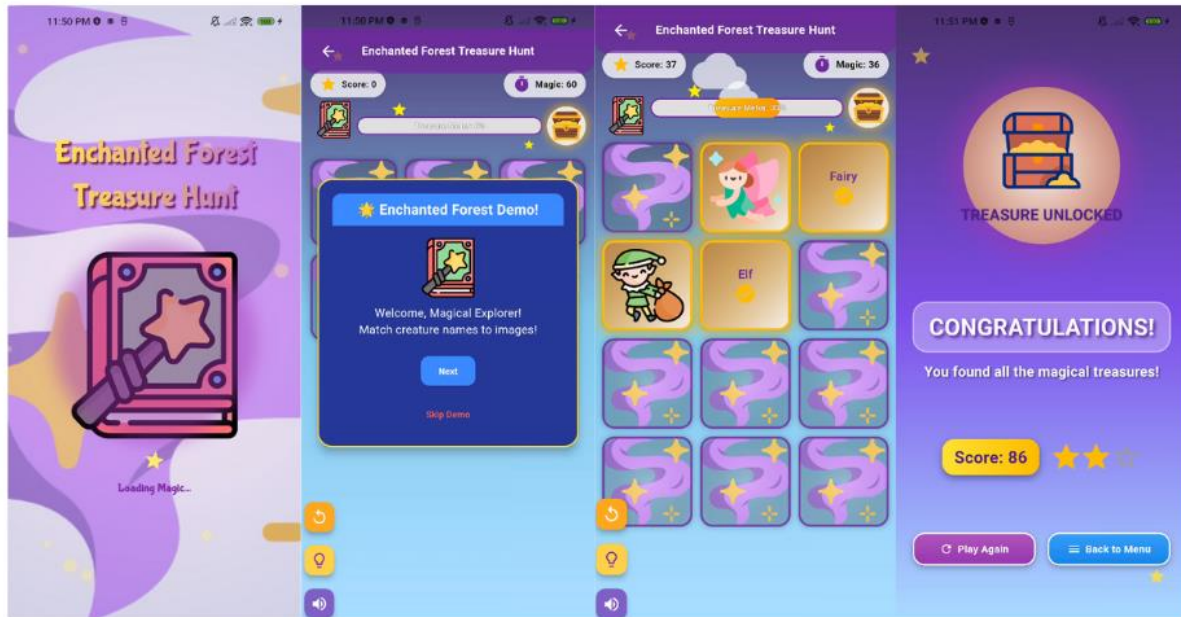 11:50 PM
Enchanted Forest
Treasure Hunt
Loading Magic...
11:50 PM
Enchanted Forest Treasure Hunt
Score: 0
Magic: 60
Enchanted Forest Demo!
Welcome, Magical Explorer!
Match creature names to images!
Next
Skip Demo
Enchanted Forest Treasure Hunt
Score: 37
Magic: 36
Fairy
Elf
11:51 PM
TREASURE UNLOCKED
CONGRATULATIONS!
You found all the magical treasures!
Score: 86
Play Again
Back to Menu